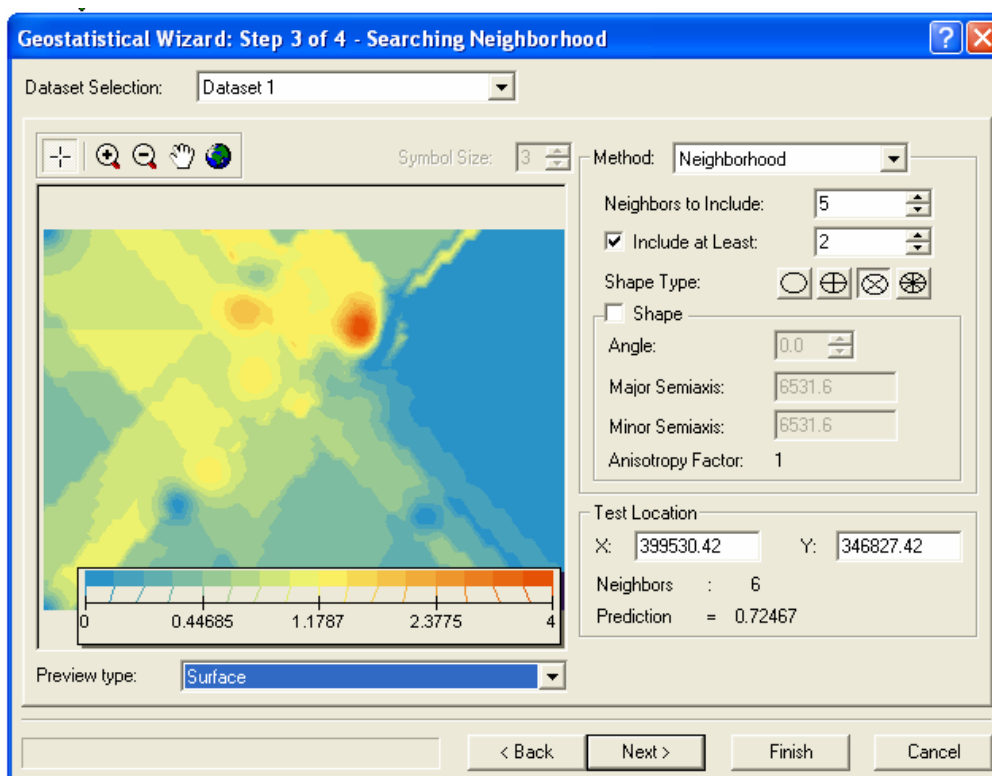 Geostatistical Wizard: Step 3 of 4 - Searching Neighborhood
Dataset Selection: Dataset 1
Symbol Size: 3
Method: Neighborhood
Neighbors to Include: 5
Include at Least: 2
Shape Type:
Shape
Angle: 0.0
Major Semiaxis: 6531.6
Minor Semiaxis: 6531.6
Anisotropy Factor: 1
Test Location
X: 399530.42 Y: 346827.42
Neighbors : 6
Prediction = 0.72467
0 0.44685 1.1787 2.3775 4
Preview type: Surface
< Back Next > Finish Cancel